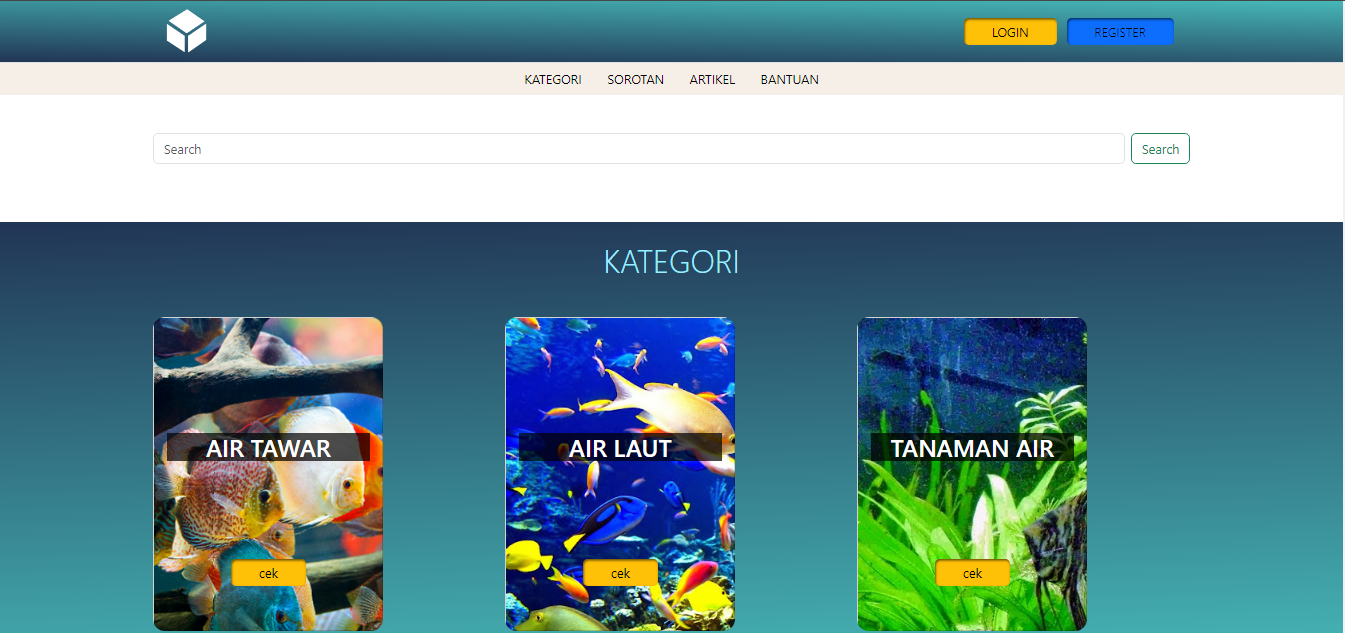 LOGIN REGISTER
KATEGORI SOROTAN ARTIKEL BANTUAN
Search Search
KATEGORI
AIR TAWAR AIR LAUT TANAMAN AIR
cek cek cek